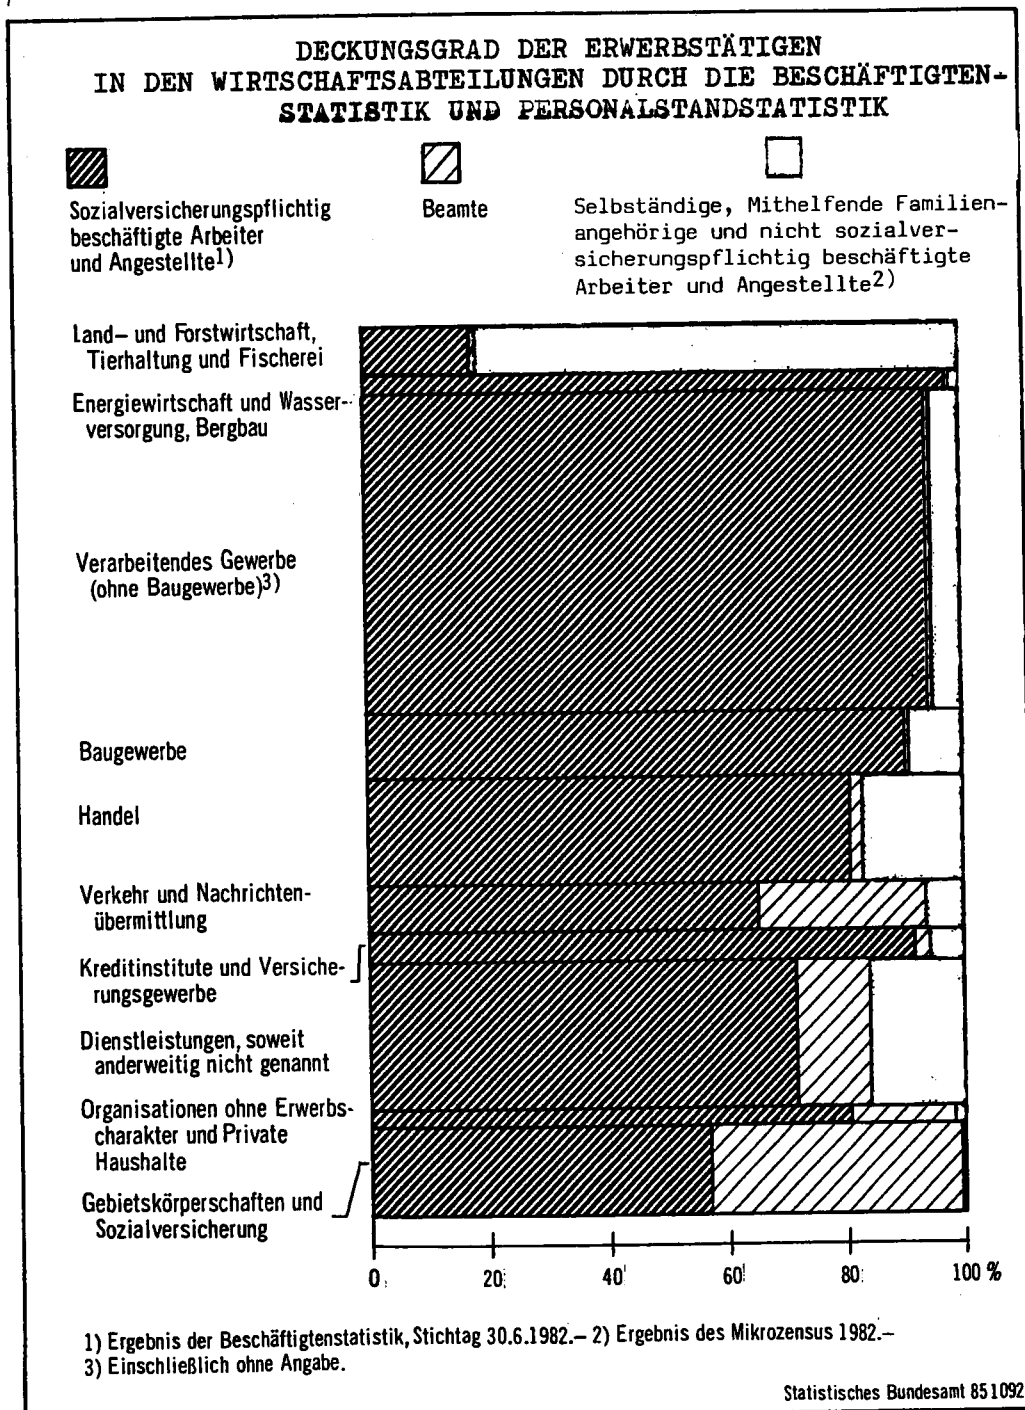 DECKUNGSGRAD DER ERWERBSTÄTIGEN
IN DEN WIRTSCHAFTSABTEILUNGEN DURCH DIE BESCHÄFTIGTEN-
STATISTIK UND PERSONALSTANDSTATISTIK
Sozialversicherungspflichtig
beschäftigte Arbeiter
und Angestellte1)
Beamte
Selbständige, Mithelfende Familien-
angehörige und nicht sozialver-
sicherungspflichtig beschäftigte
Arbeiter und Angestellte2)
Land- und Forstwirtschaft,
Tierhaltung und Fischerei
Energiewirtschaft und Wasser-
versorgung, Bergbau
Verarbeitendes Gewerbe
(ohne Baugewerbe)3)
Baugewerbe
Handel
Verkehr und Nachrichten-
übermittlung
Kreditinstitute und Versiche-
rungsgewerbe
Dienstleistungen, soweit
anderweitig nicht genannt
Organisationen ohne Erwerbs-
charakter und Private
Haushalte
Gebietskörperschaften und
Sozialversicherung
0 20 40 60 80 100 %
1) Ergebnis der Beschäftigtenstatistik, Stichtag 30.6.1982.– 2) Ergebnis des Mikrozensus 1982.–
3) Einschließlich ohne Angabe.
Statistisches Bundesamt 851092